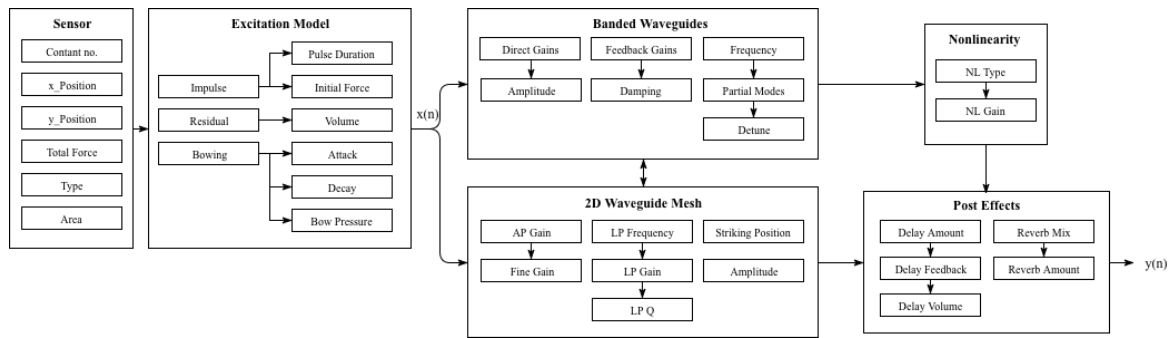 Sensor
Contant no.
x_Position
y_Position
Total Force
Type
Area
Excitation Model
Impulse
Residual
Bowing
Pulse Duration
Initial Force
Volume
Attack
Decay
Bow Pressure
x(n)
Banded Waveguides
Direct Gains
Feedback Gains
Frequency
Amplitude
Damping
Partial Modes
Detune
2D Waveguide Mesh
AP Gain
LP Frequency
Striking Position
Fine Gain
LP Gain
Amplitude
LP Q
Nonlinearity
NL Type
NL Gain
Post Effects
Delay Amount
Reverb Mix
Delay Feedback
Reverb Amount
Delay Volume
y(n)